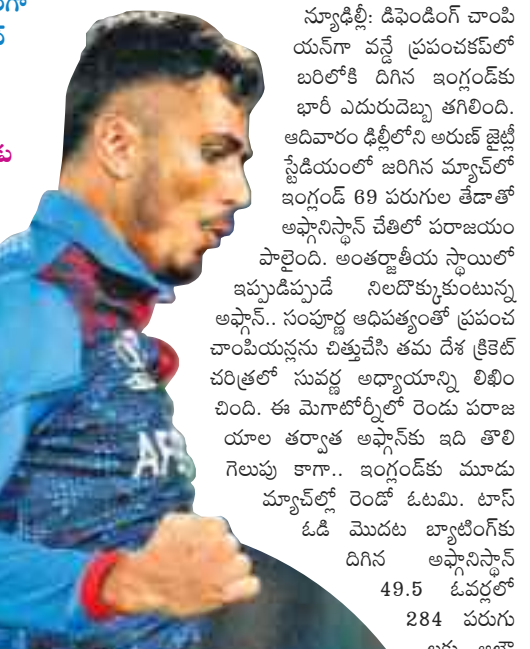 న్యూఢిల్లీ: డిఫెండింగ్ చాంపి
యన్‌గా వన్డే ప్రపంచకప్‌లో
బరిలోకి దిగిన ఇంగ్లండ్‌కు
భారీ ఎదురుదెబ్బ తగిలింది.
ఆదివారం ఢిల్లీలోని అరుణ్ జైట్లీ
స్టేడియంలో జరిగిన మ్యాచ్‌లో
ఇంగ్లండ్ 69 పరుగుల తేడాతో
అఫ్గానిస్థాన్ చేతిలో పరాజయం
పాలైంది. అంతర్జాతీయ స్థాయిలో
ఇప్పుడిప్పుడే నిలదొక్కుకుంటున్న
అఫ్గాన్.. సంపూర్ణ ఆధిపత్యంతో ప్రపంచ
చాంపియన్లను చిత్తుచేసి తమ దేశ క్రికెట్
చరిత్రలో సువర్ణ అధ్యాయాన్ని లిఖిం
చింది. ఈ మెగాటోర్నీలో రెండు పరాజ
యాల తర్వాత అఫ్గాన్‌కు ఇది తొలి
గెలుపు కాగా.. ఇంగ్లండ్‌కు మూడు
మ్యాచ్‌ల్లో రెండో ఓటమి. టాస్
ఓడి మొదట బ్యాటింగ్‌కు
దిగిన అఫ్గానిస్థాన్
49.5 ఓవర్లలో
284 పరుగు
AFG